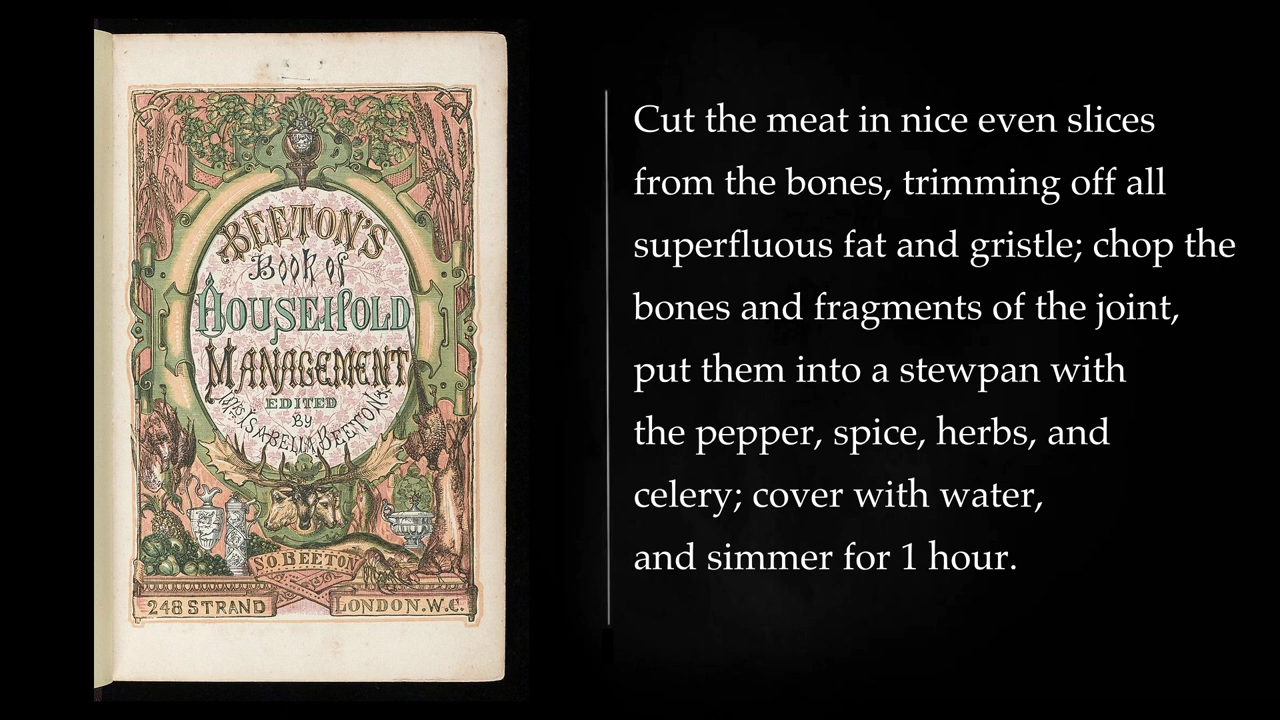 BEETON'S
Book of
HOUSEHOLD
MANAGEMENT
EDITED
BY
MRS ISABELLA BEETON
S.O. BEETON
248 STRAND
LONDON. W.C.
Cut the meat in nice even slices
from the bones, trimming off all
superfluous fat and gristle; chop the
bones and fragments of the joint,
put them into a stewpan with
the pepper, spice, herbs, and
celery; cover with water,
and simmer for 1 hour.